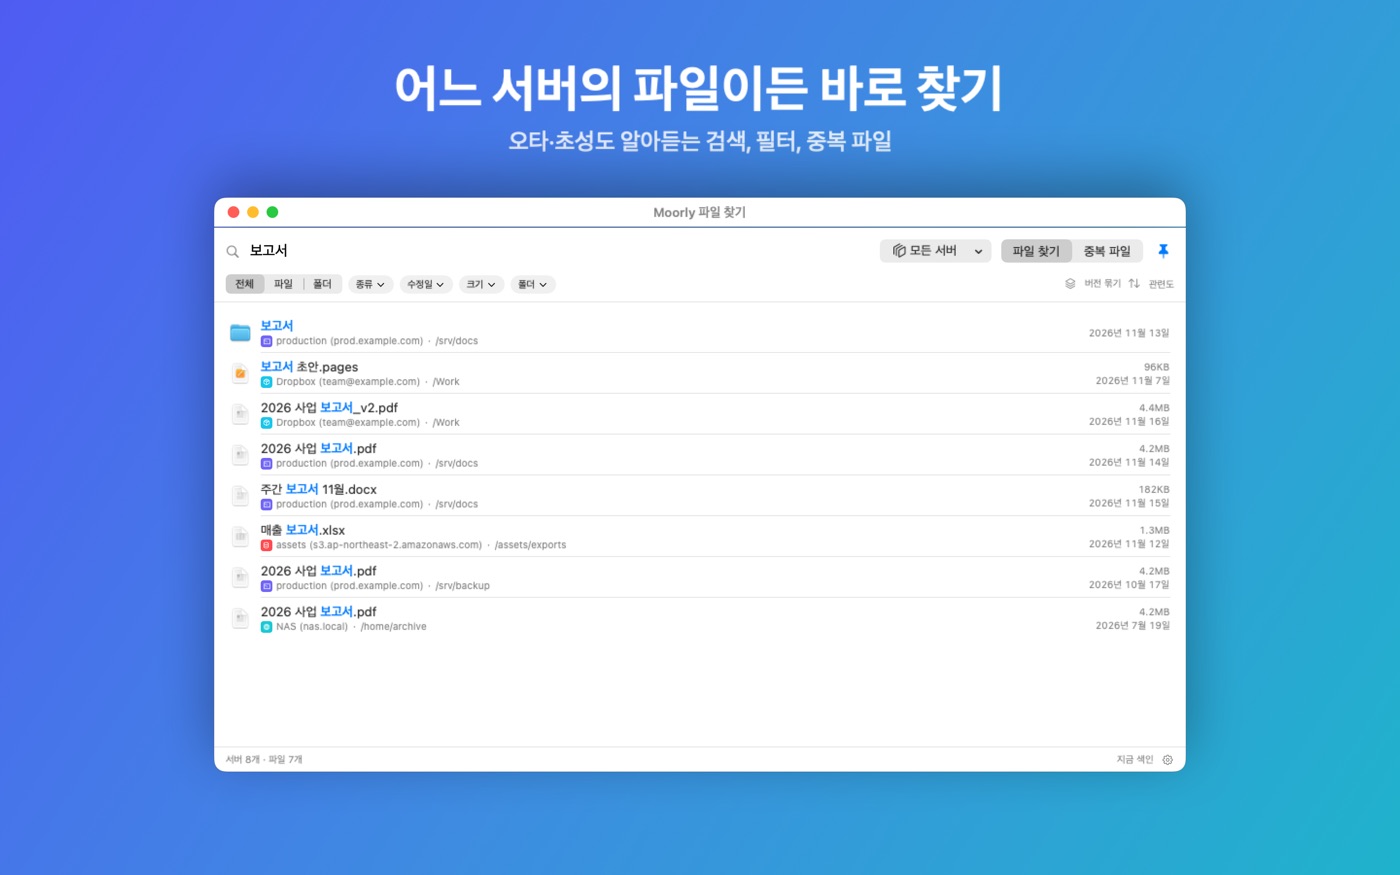 어느 서버의 파일이든 바로 찾기
오타·초성도 알아듣는 검색, 필터, 중복 파일
Moorly 파일 찾기
보고서
모든 서버
파일 찾기
중복 파일
전체
파일
폴더
종류
수정일
크기
폴더
버전 묶기
관련도
보고서
production (prod.example.com) · /srv/docs
2026년 11월 13일
보고서 초안.pages
Dropbox (team@example.com) · /Work
96KB
2026년 11월 7일
2026 사업 보고서_v2.pdf
Dropbox (team@example.com) · /Work
4.4MB
2026년 11월 16일
2026 사업 보고서.pdf
production (prod.example.com) · /srv/docs
4.2MB
2026년 11월 14일
주간 보고서 11월.docx
production (prod.example.com) · /srv/docs
182KB
2026년 11월 15일
매출 보고서.xlsx
assets (s3.ap-northeast-2.amazonaws.com) · /assets/exports
1.3MB
2026년 11월 12일
2026 사업 보고서.pdf
production (prod.example.com) · /srv/backup
4.2MB
2026년 10월 17일
2026 사업 보고서.pdf
NAS (nas.local) · /home/archive
4.2MB
2026년 7월 19일
서버 8개 · 파일 7개
지금 색인